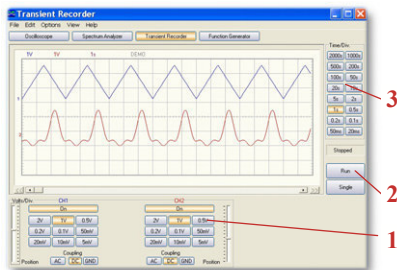 Transient Recorder
File Edit Options View Help
Oscilloscope Spectrum Analyzer Transient Recorder Function Generator
1V 1V 1s DEMO
Time/Div
2000s 1000s
500s 200s
100s 50s
20s 10s
5s 2s
1s 0.5s
0.2s 0.1s
50ms 20ms
3
Stopped
Run
Single
2
Volts/Div CH1 CH2
On On
2V 1V 0.5V 2V 1V 0.5V
0.2V 0.1V 50mV 0.2V 0.1V 50mV
20mV 10mV 5mV 20mV 10mV 5mV
1
Coupling Coupling
Position AC DC GND Position AC DC GND